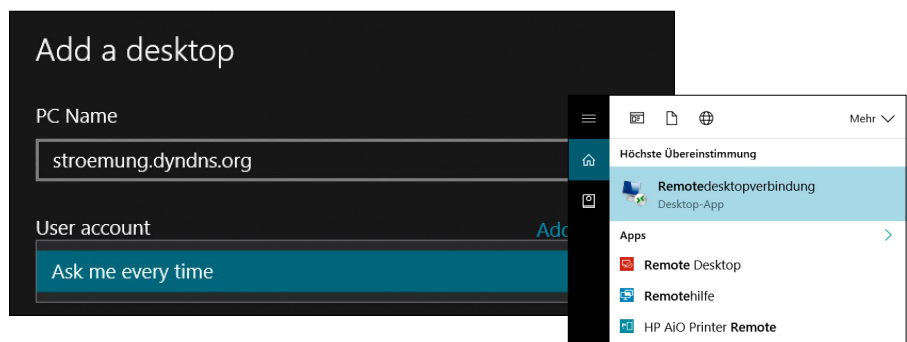 Add a desktop
PC Name
stroemung.dyndns.org
User account
Ask me every time
Mehr
Höchste Übereinstimmung
Remotedesktopverbindung
Desktop-App
Apps
Remote Desktop
Remotehilfe
HP AiO Printer Remote